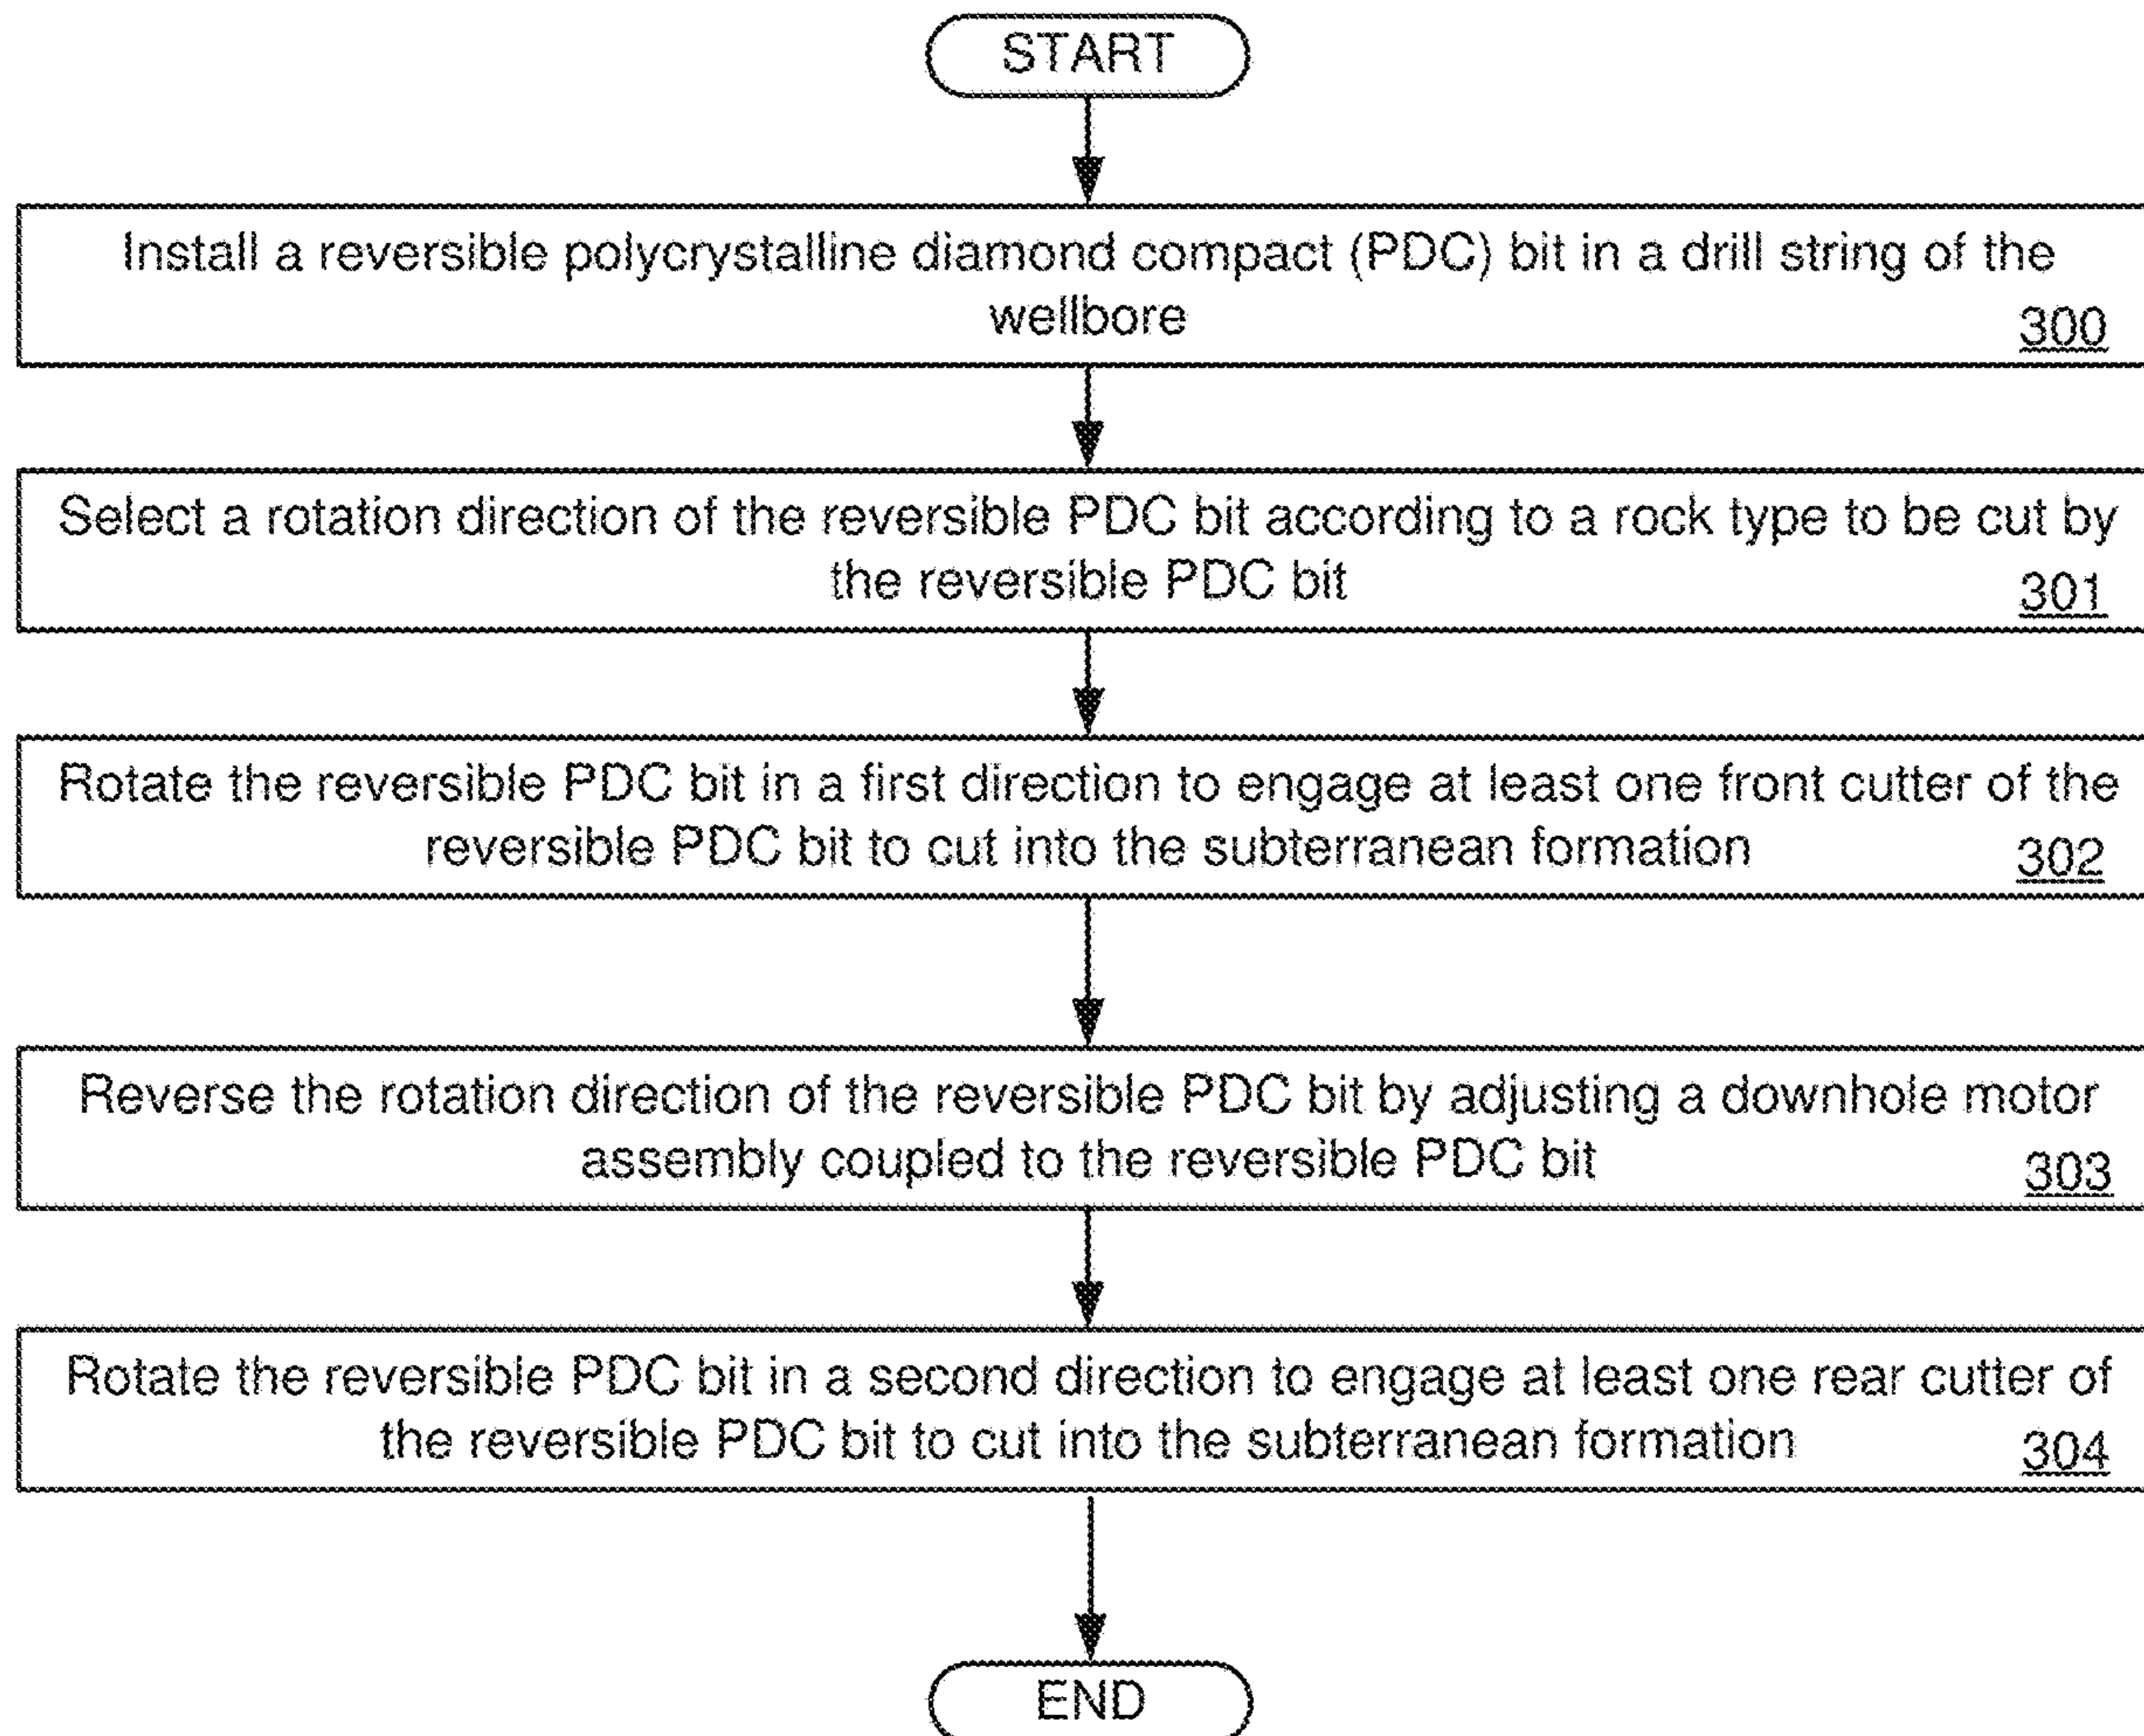 START
Install a reversible polycrystalline diamond compact (PDC) bit in a drill string of the
wellbore
300
Select a rotation direction of the reversible PDC bit according to a rock type to be cut by
the reversible PDC bit
301
Rotate the reversible PDC bit in a first direction to engage at least one front cutter of the
reversible PDC bit to cut into the subterranean formation
302
Reverse the rotation direction of the reversible PDC bit by adjusting a downhole motor
assembly coupled to the reversible PDC bit
303
Rotate the reversible PDC bit in a second direction to engage at least one rear cutter of
the reversible PDC bit to cut into the subterranean formation
304
END